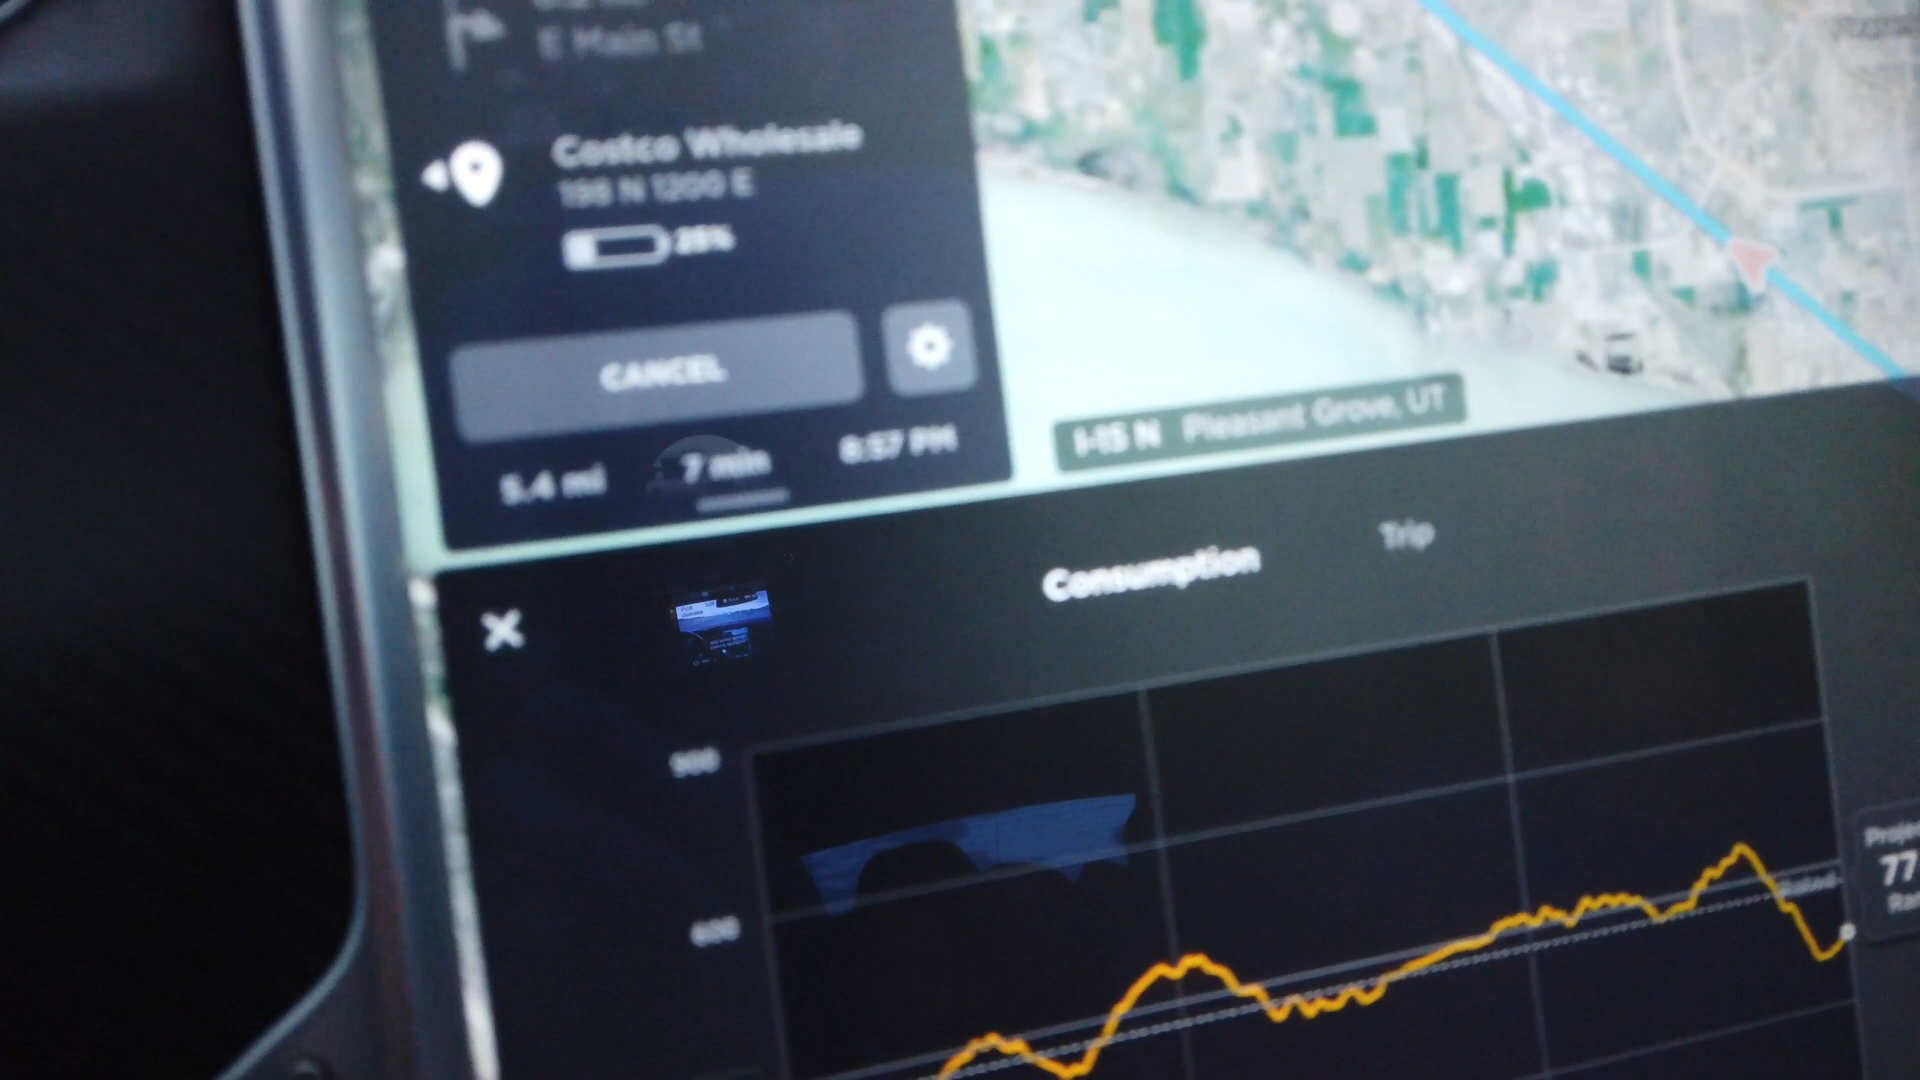 E Main St
Costco Wholesale
198 N 1200 E
25%
CANCEL
5.4 mi
7 min
8:57 PM
I-15 N Pleasant Grove, UT
Consumption
Trip
900
600
Rated
77